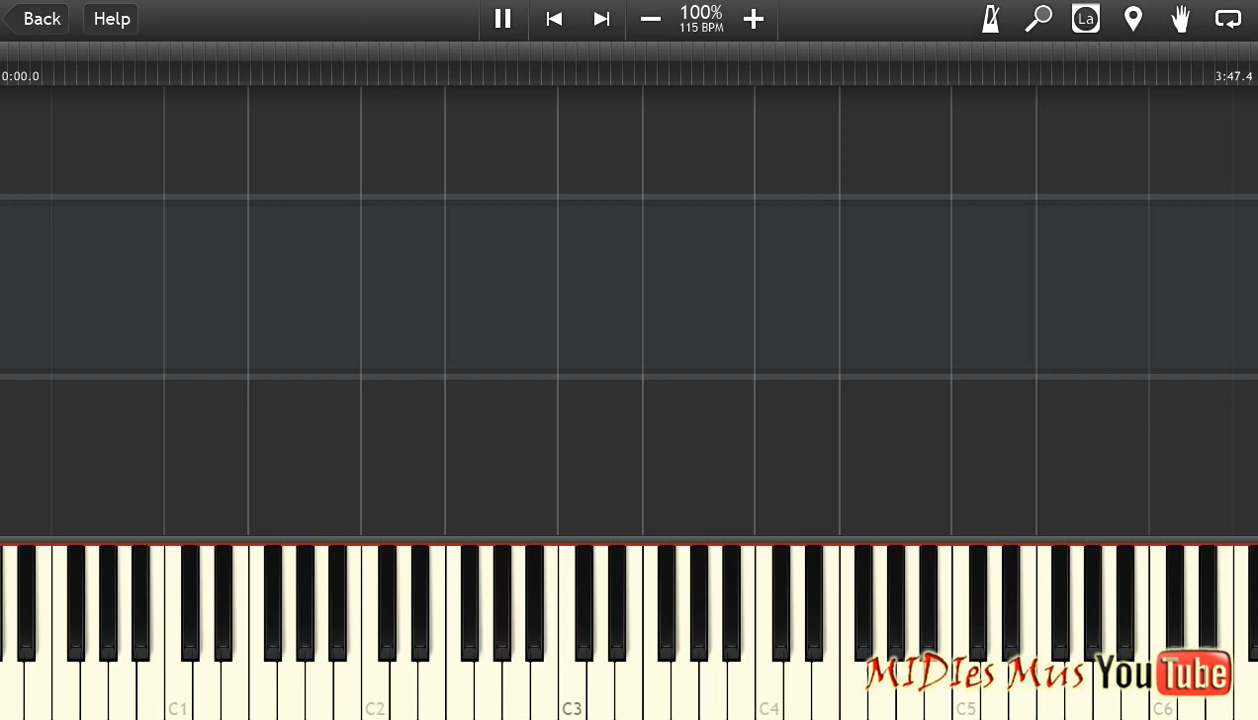 Back Help 100%
115 BPM
La
0:00.0 3:47.4
MIDIes Mus YouTube
C1 C2 C3 C4 C5 C6